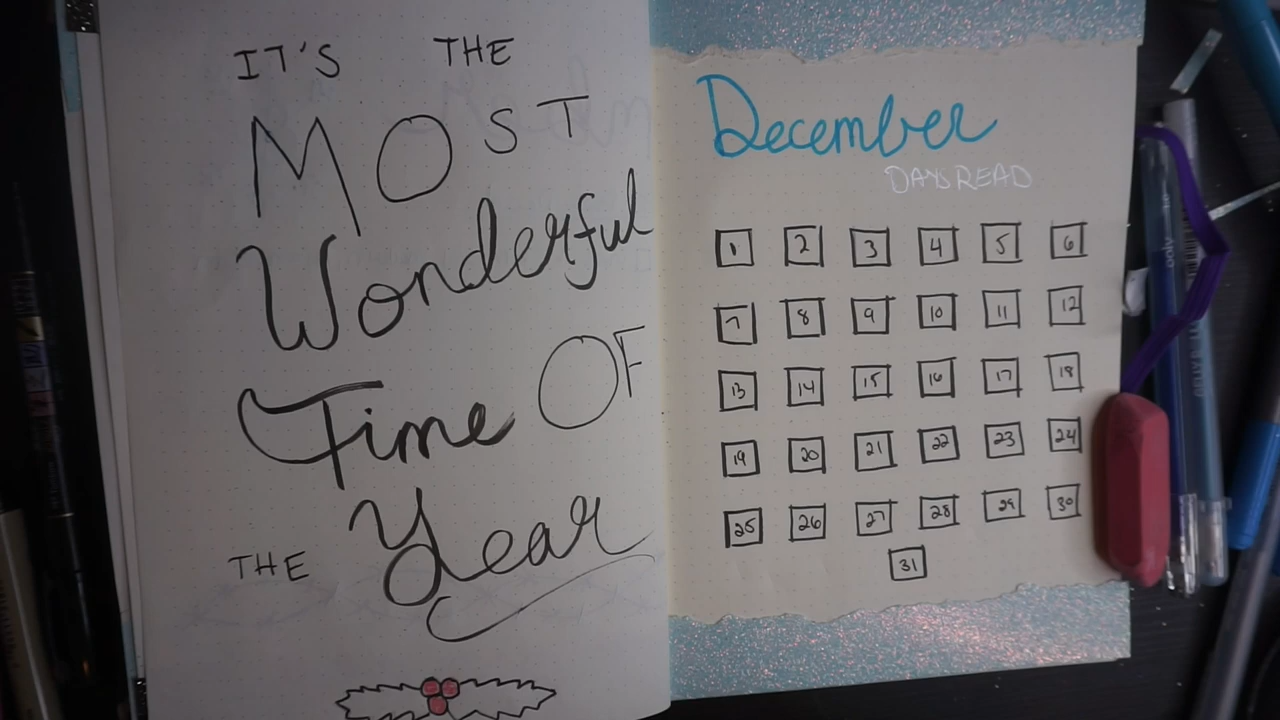 IT'S THE
MOST
Wonderful
Time OF
THE Year
December
DAYS READ
1 2 3 4 5 6
7 8 9 10 11 12
13 14 15 16 17 18
19 20 21 22 23 24
25 26 27 28 29 30
31